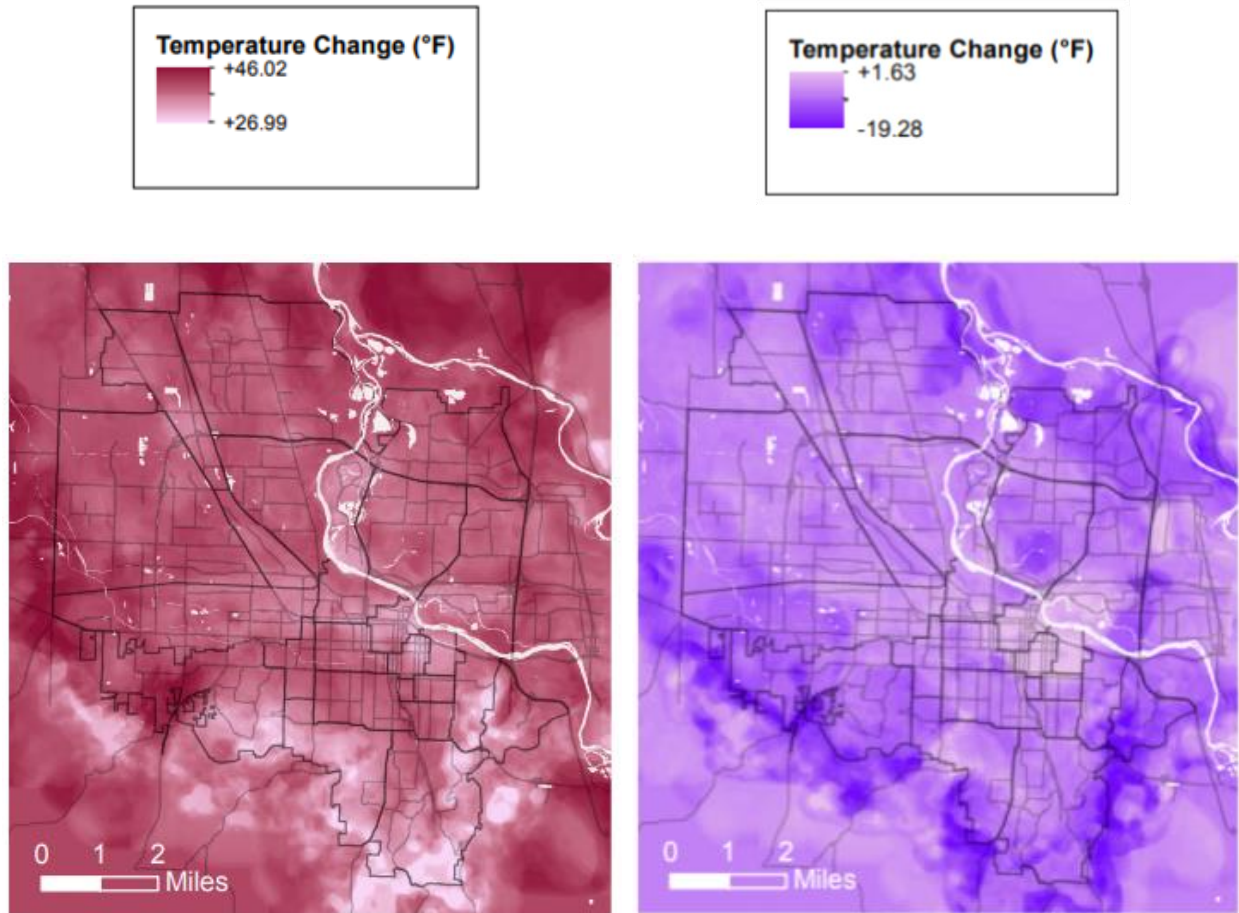 Temperature Change (°F)
+46.02
+26.99
Temperature Change (°F)
+1.63
-19.28
0 1 2
Miles
0 1 2
Miles